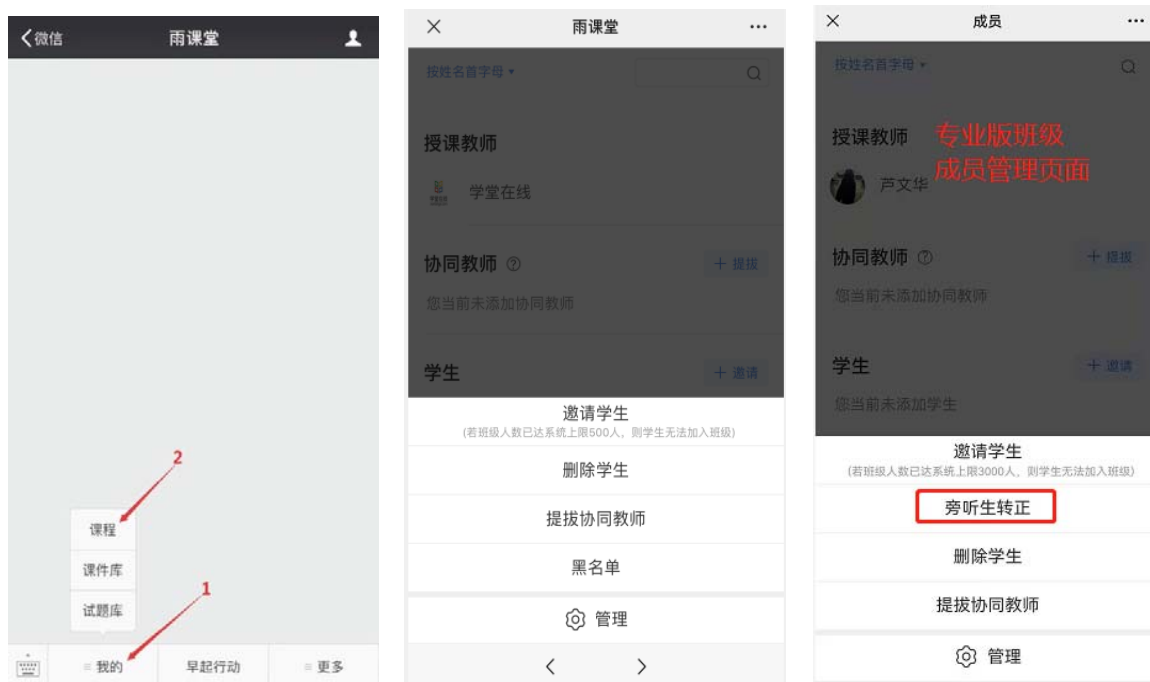 微信
雨课堂
2
课程
课件库
试题库
1
我的
早起行动
更多
雨课堂
按姓名首字母
授课教师
学堂在线
协同教师
+ 提拔
您当前未添加协同教师
学生
+ 邀请
邀请学生
(若班级人数已达系统上限500人，则学生无法加入班级)
删除学生
提拔协同教师
黑名单
管理
成员
按姓名首字母
授课教师
专业版班级
成员管理页面
芦文华
协同教师
+ 提拔
您当前未添加协同教师
学生
+ 邀请
您当前未添加学生
邀请学生
(若班级人数已达系统上限3000人，则学生无法加入班级)
旁听生转正
删除学生
提拔协同教师
管理